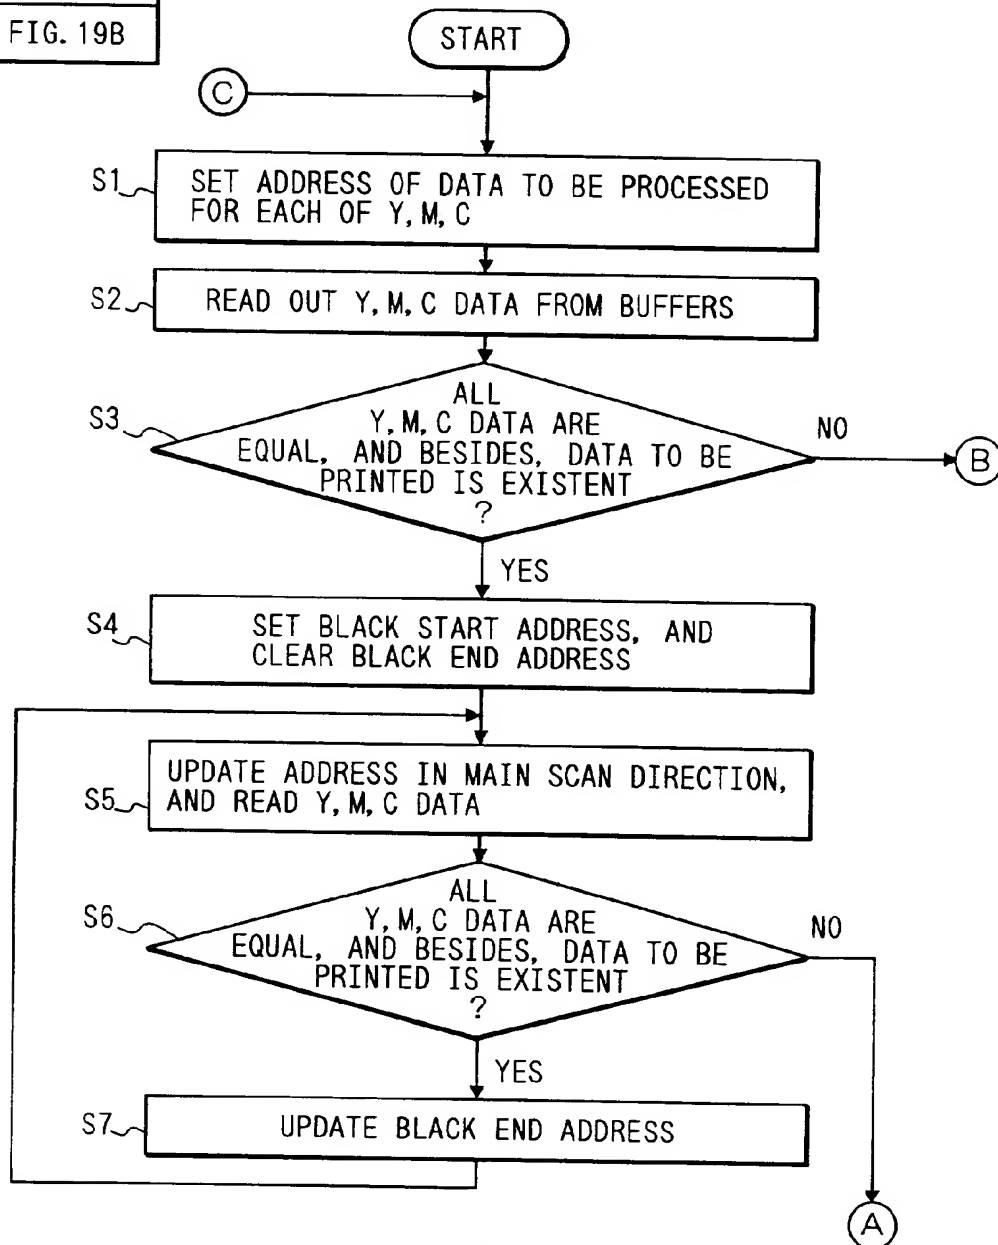 FIG. 19B
START
C
S1
SET ADDRESS OF DATA TO BE PROCESSED
FOR EACH OF Y, M, C
S2
READ OUT Y, M, C DATA FROM BUFFERS
S3
ALL
Y, M, C DATA ARE
EQUAL, AND BESIDES, DATA TO BE
PRINTED IS EXISTENT
?
NO
B
YES
S4
SET BLACK START ADDRESS, AND
CLEAR BLACK END ADDRESS
S5
UPDATE ADDRESS IN MAIN SCAN DIRECTION,
AND READ Y, M, C DATA
S6
ALL
Y, M, C DATA ARE
EQUAL, AND BESIDES, DATA TO BE
PRINTED IS EXISTENT
?
NO
YES
S7
UPDATE BLACK END ADDRESS
A